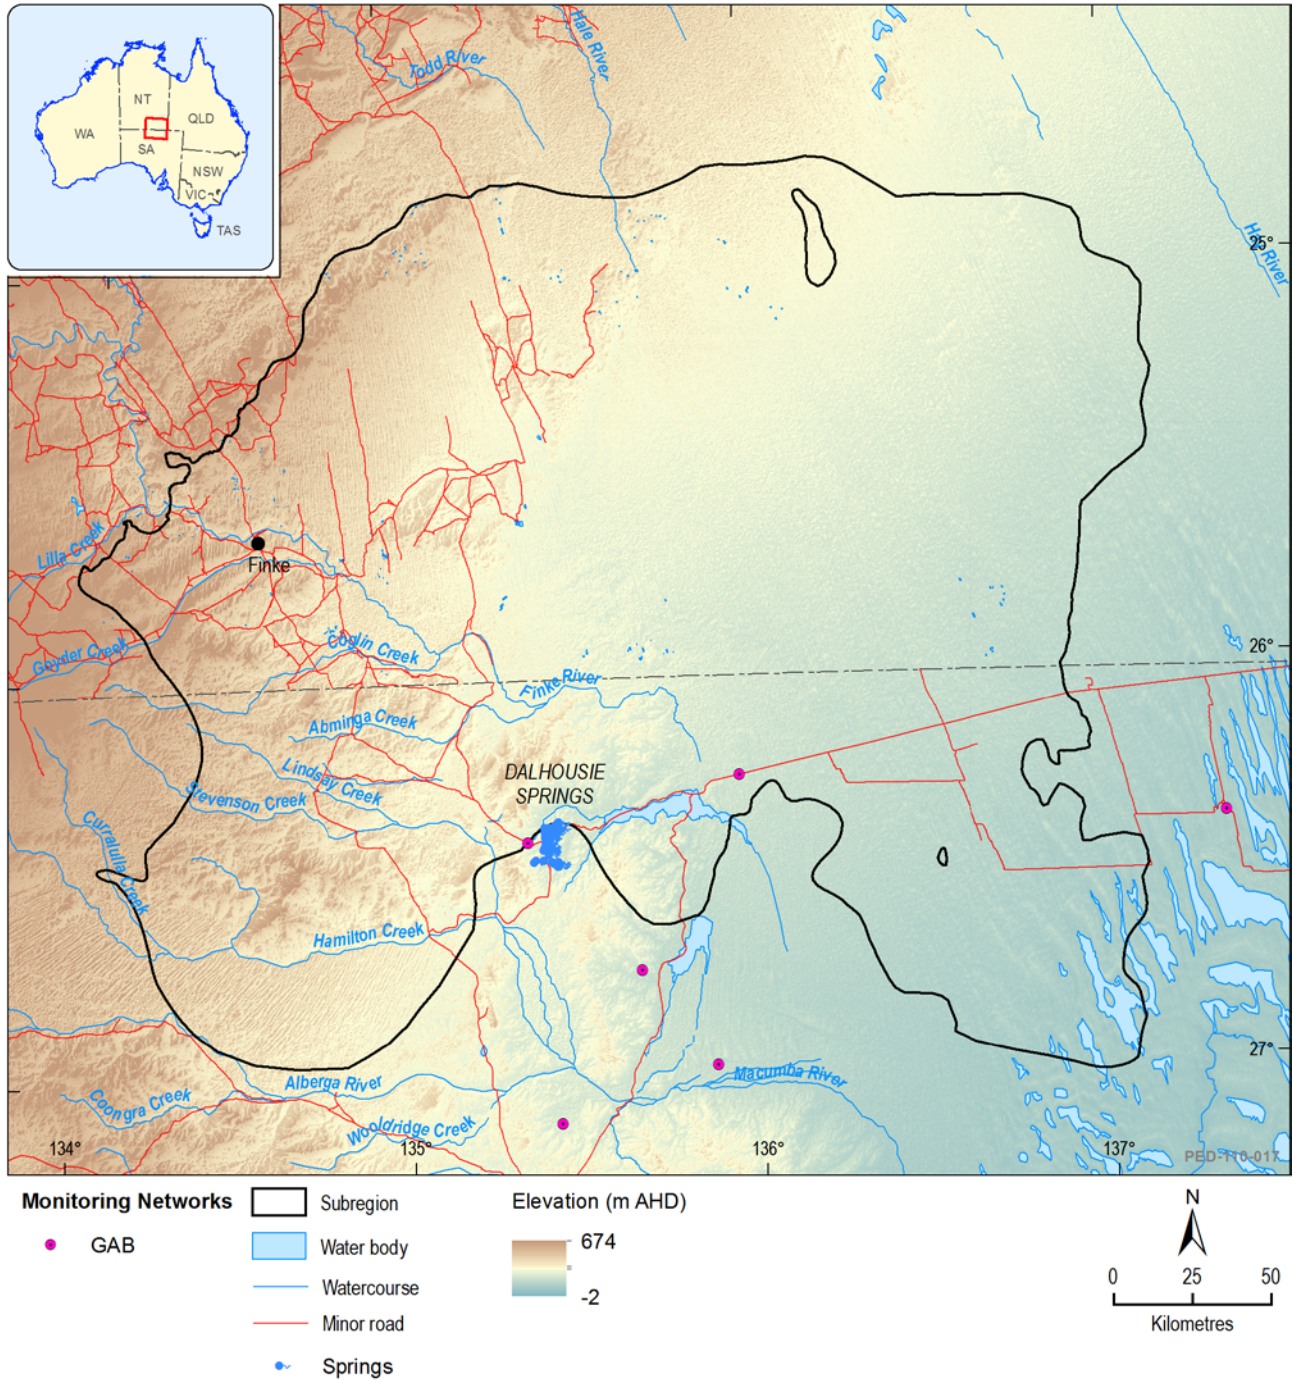 NT
WA
QLD
SA
NSW
VIC
TAS
Todd River
Hale River
Hay River
25°
Lilla Creek
Finke
Goyder Creek
Coglin Creek
26°
Finke River
Abminga Creek
Lindsay Creek
Stevenson Creek
DALHOUSIE
SPRINGS
Curralulla Creek
Hamilton Creek
27°
Alberga River
Macumba River
Coongra Creek
Wooldridge Creek
134°
135°
136°
137°
PED-110-017
Monitoring Networks
GAB
Subregion
Water body
Watercourse
Minor road
Springs
Elevation (m AHD)
674
-2
N
0 25 50
Kilometres